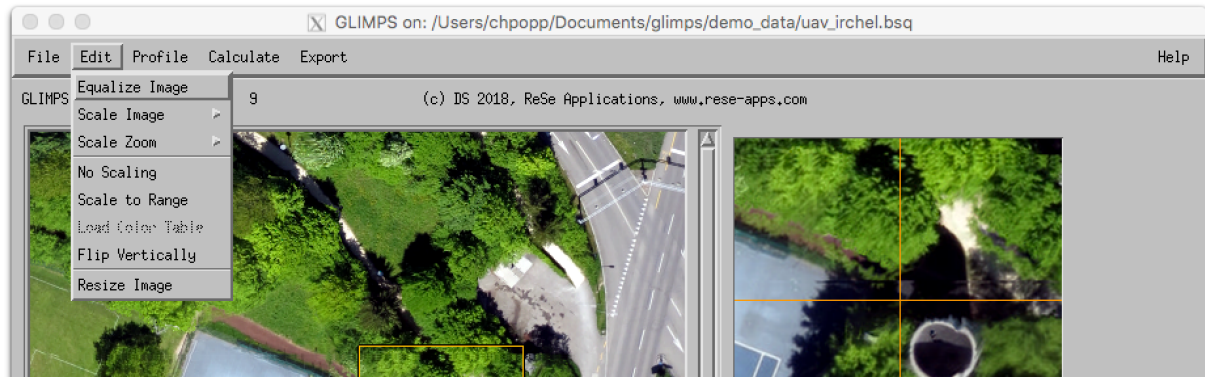 GLIMPS on: /Users/chpopp/Documents/glimps/demo_data/uav_irchel.bsq
File Edit Profile Calculate Export Help
GLIMPS 9 (c) DS 2018, ReSe Applications, www.rese-apps.com
Equalize Image
Scale Image
Scale Zoom
No Scaling
Scale to Range
Load Color Table
Flip Vertically
Resize Image